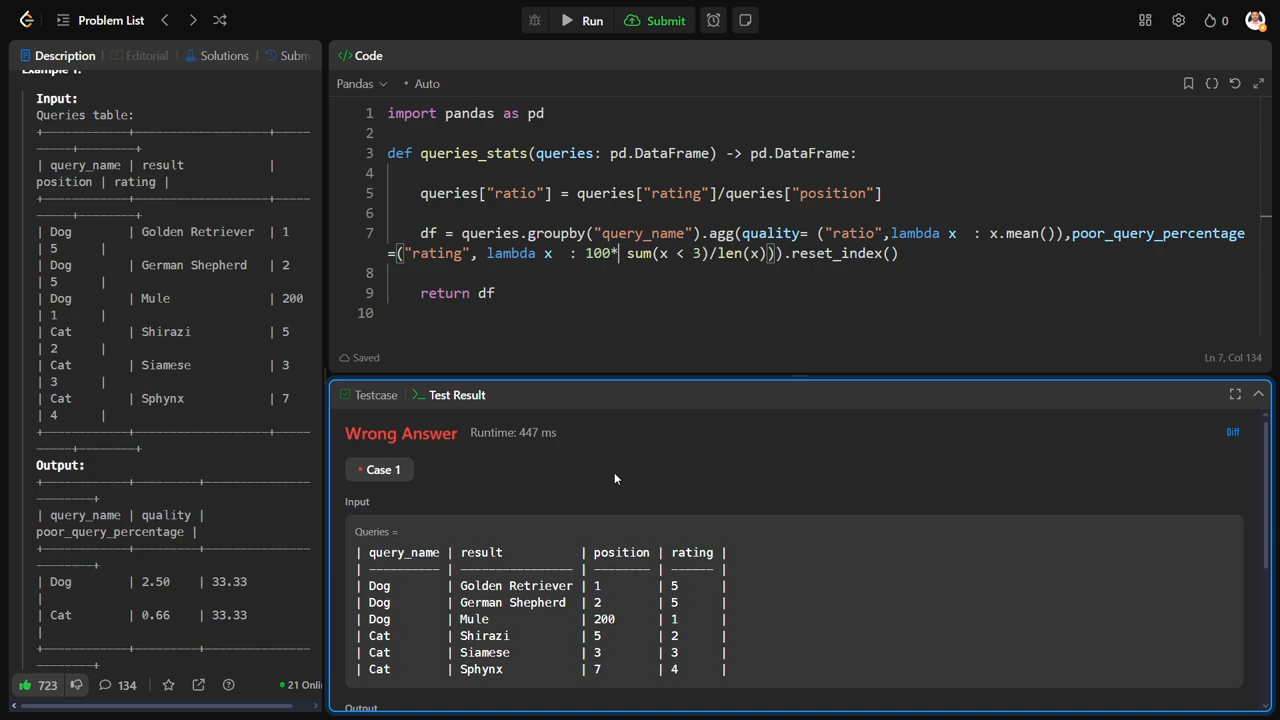 Problem List
Run
Submit
0
Description
Editorial
Solutions
Subm
Example 1:
Input:
Queries table:
+------------+-------------------+-----
-----+--------+
| query_name | result            |
position | rating |
+------------+-------------------+-----
-----+--------+
| Dog        | Golden Retriever  | 1
| 5      |
| Dog        | German Shepherd   | 2
| 5      |
| Dog        | Mule              | 200
| 1      |
| Cat        | Shirazi           | 5
| 2      |
| Cat        | Siamese           | 3
| 3      |
| Cat        | Sphynx            | 7
| 4      |
+------------+-------------------+-----
-----+--------+
Output:
+------------+---------+---------------
--------+
| query_name | quality |
poor_query_percentage |
+------------+---------+---------------
--------+
| Dog        | 2.50    | 33.33
|
| Cat        | 0.66    | 33.33
|
+------------+---------+---------------
--------+
723
134
21 Onli
Code
Pandas
• Auto
1 import pandas as pd
2
3 def queries_stats(queries: pd.DataFrame) -> pd.DataFrame:
4
5     queries["ratio"] = queries["rating"]/queries["position"]
6
7     df = queries.groupby("query_name").agg(quality= ("ratio",lambda x  : x.mean()),poor_query_percentage
=("rating", lambda x  : 100* sum(x < 3)/len(x))).reset_index()
8
9     return df
10
Saved
Ln 7, Col 134
Testcase
Test Result
Wrong Answer
Runtime: 447 ms
Diff
• Case 1
Input
Queries =
| query_name | result           | position | rating |
| ---------- | ---------------- | -------- | ------ |
| Dog        | Golden Retriever | 1        | 5      |
| Dog        | German Shepherd  | 2        | 5      |
| Dog        | Mule             | 200      | 1      |
| Cat        | Shirazi          | 5        | 2      |
| Cat        | Siamese          | 3        | 3      |
| Cat        | Sphynx           | 7        | 4      |
Output